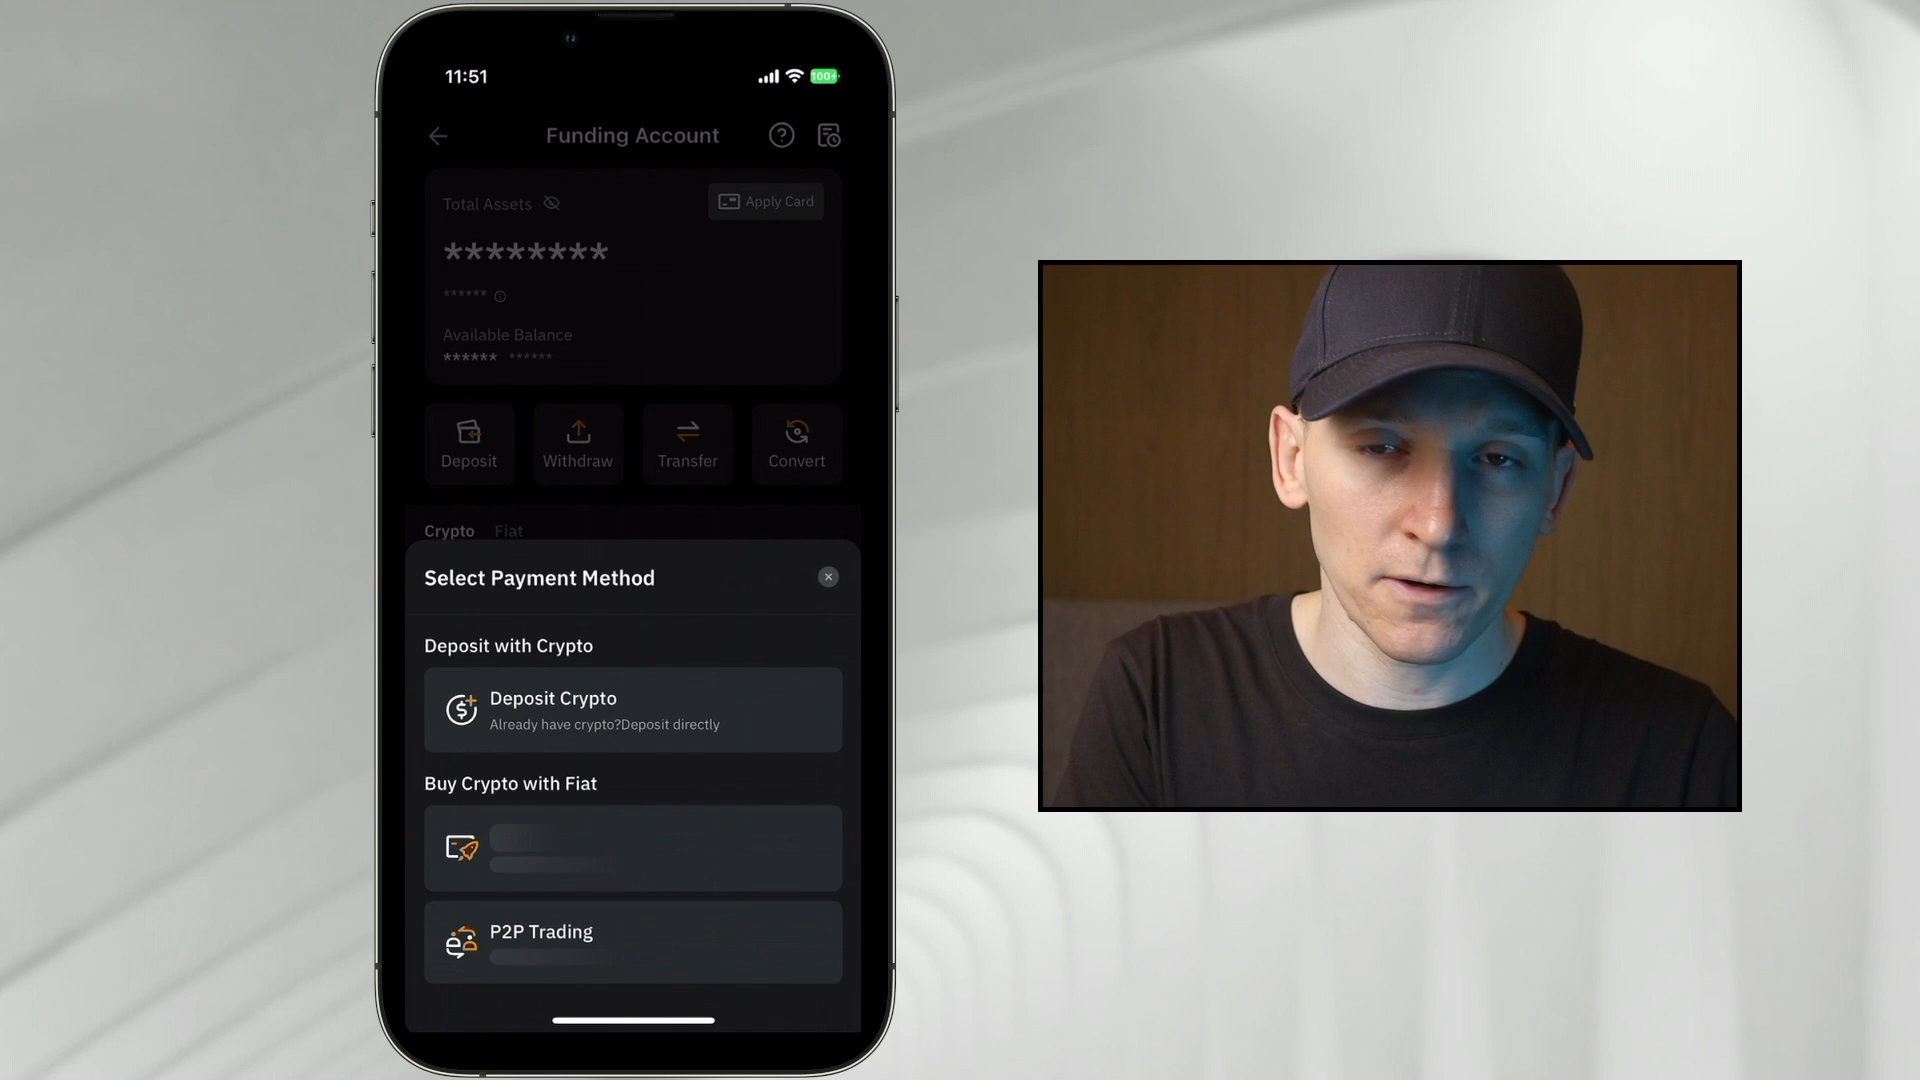 11:51
100
Funding Account
Total Assets
Apply Card
********
******
Available Balance
****** ******
Deposit
Withdraw
Transfer
Convert
Crypto
Fiat
Select Payment Method
Deposit with Crypto
Deposit Crypto
Already have crypto?Deposit directly
Buy Crypto with Fiat
P2P Trading